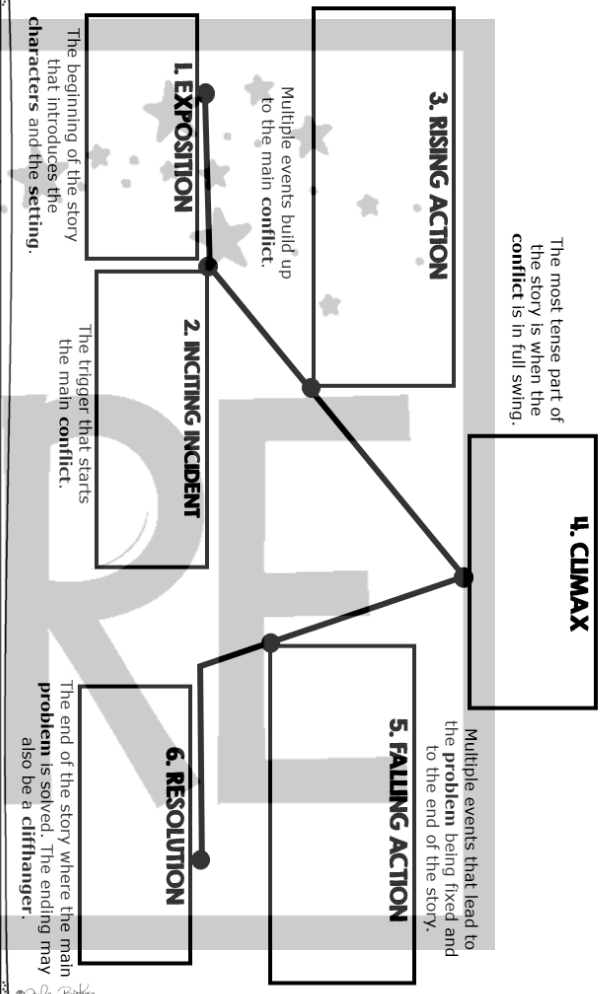 4. CLIMAX
The most tense part of
the story is when the
conflict is in full swing.
3. RISING ACTION
Multiple events build up
to the main conflict.
5. FALLING ACTION
Multiple events that lead to
the problem being fixed and
to the end of the story.
1. EXPOSITION
The beginning of the story
that introduces the
characters and the setting.
2. INCITING INCIDENT
The trigger that starts
the main conflict.
6. RESOLUTION
The end of the story where the main
problem is solved. The ending may
also be a cliffhanger.
RE